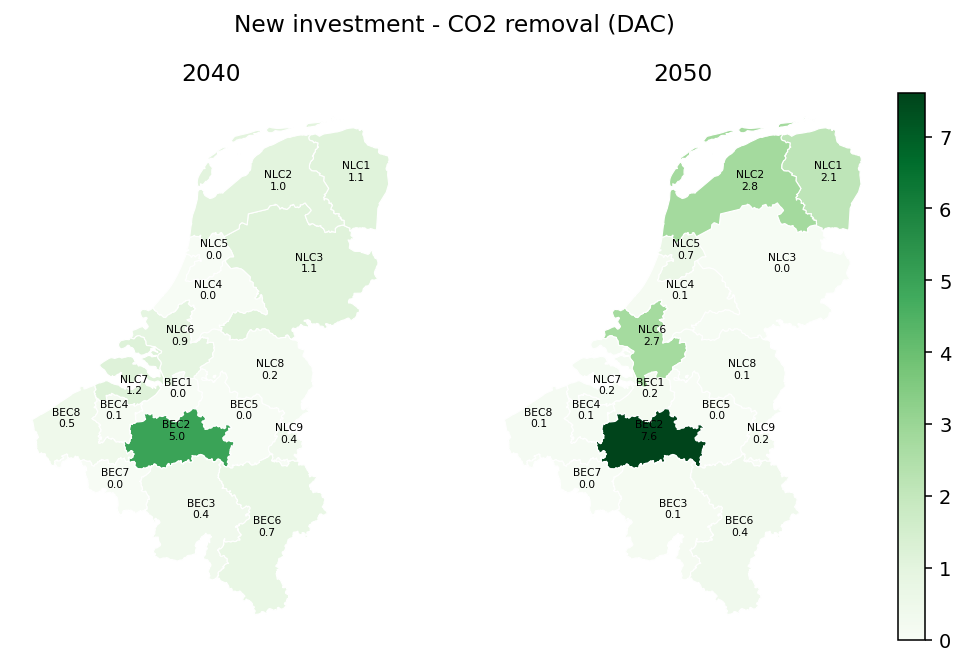 New investment - CO2 removal (DAC)
2040
NLC1
1.1
NLC2
1.0
NLC5
0.0
NLC3
1.1
NLC4
0.0
NLC6
0.9
NLC8
0.2
NLC7
1.2
BEC1
0.0
BEC8
0.5
BEC4
0.1
BEC5
0.0
BEC2
5.0
NLC9
0.4
BEC7
0.0
BEC3
0.4
BEC6
0.7
2050
NLC1
2.1
NLC2
2.8
NLC5
0.7
NLC3
0.0
NLC4
0.1
NLC6
2.7
NLC8
0.1
NLC7
0.2
BEC1
0.2
BEC8
0.1
BEC4
0.1
BEC5
0.0
BEC2
7.6
NLC9
0.2
BEC7
0.0
BEC3
0.1
BEC6
0.4
7
6
5
4
3
2
1
0